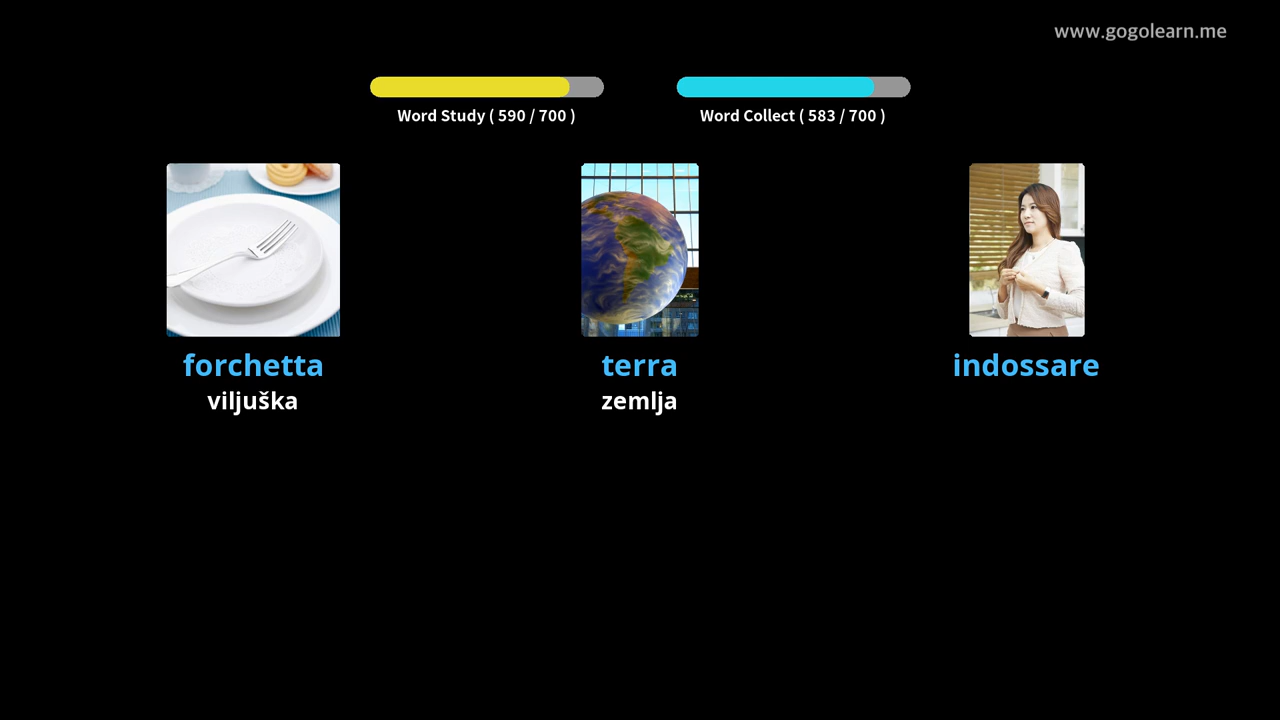 www.gogolearn.me
Word Study ( 590 / 700 )
Word Collect ( 583 / 700 )
forchetta
terra
indossare
viljuška
zemlja